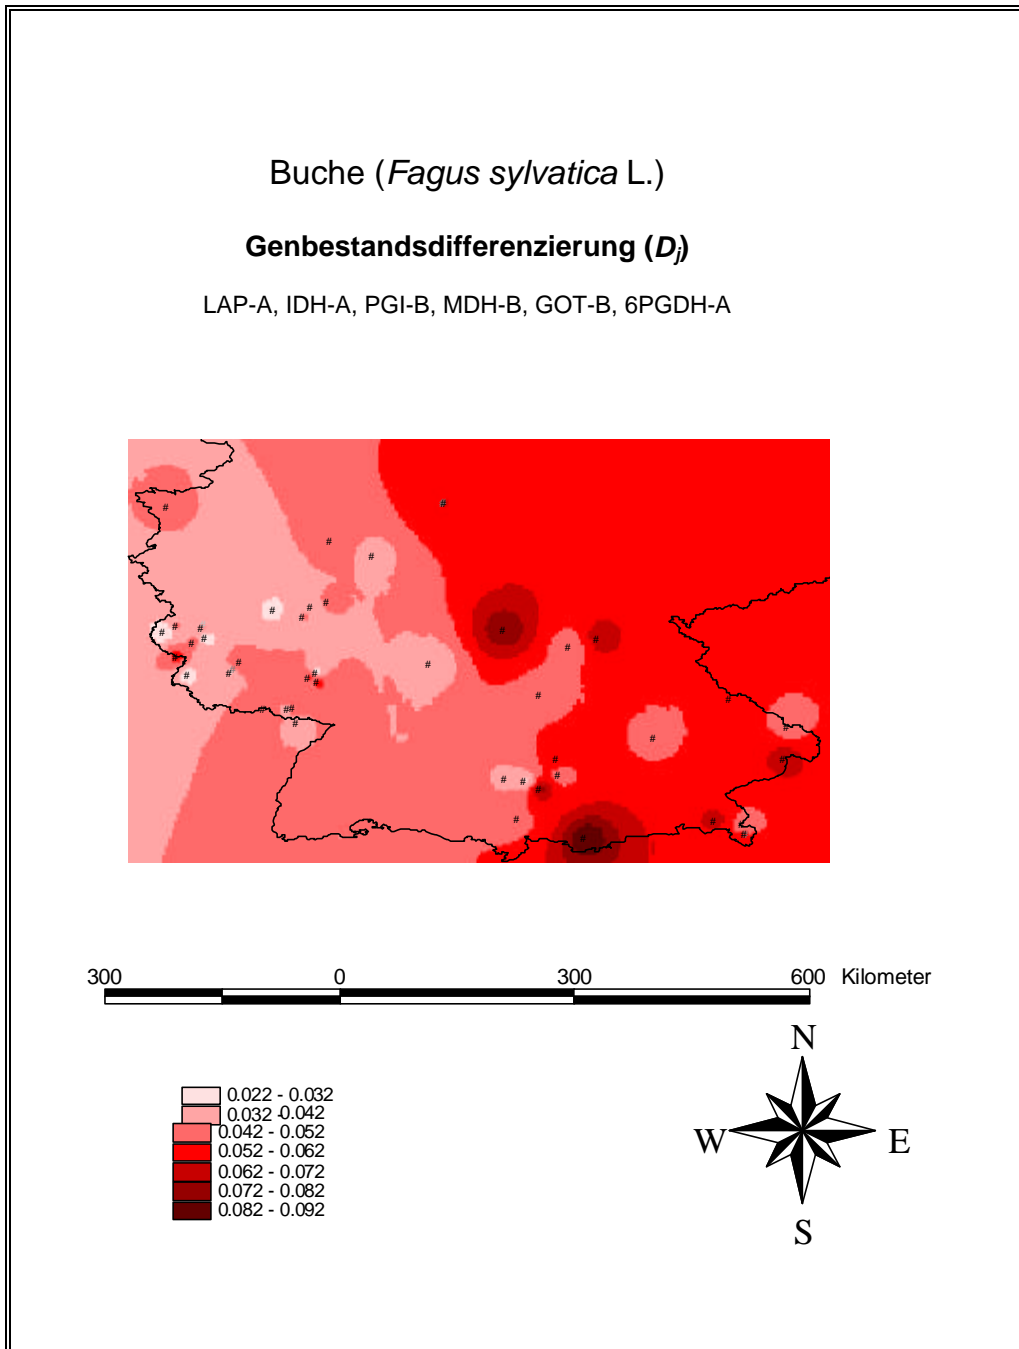 Buche (Fagus sylvatica L.)
Genbestandsdifferenzierung (Dj)
LAP-A, IDH-A, PGI-B, MDH-B, GOT-B, 6PGDH-A
300 0 300 600 Kilometer
N
W E
S
0.022 - 0.032
0.032 - 0.042
0.042 - 0.052
0.052 - 0.062
0.062 - 0.072
0.072 - 0.082
0.082 - 0.092